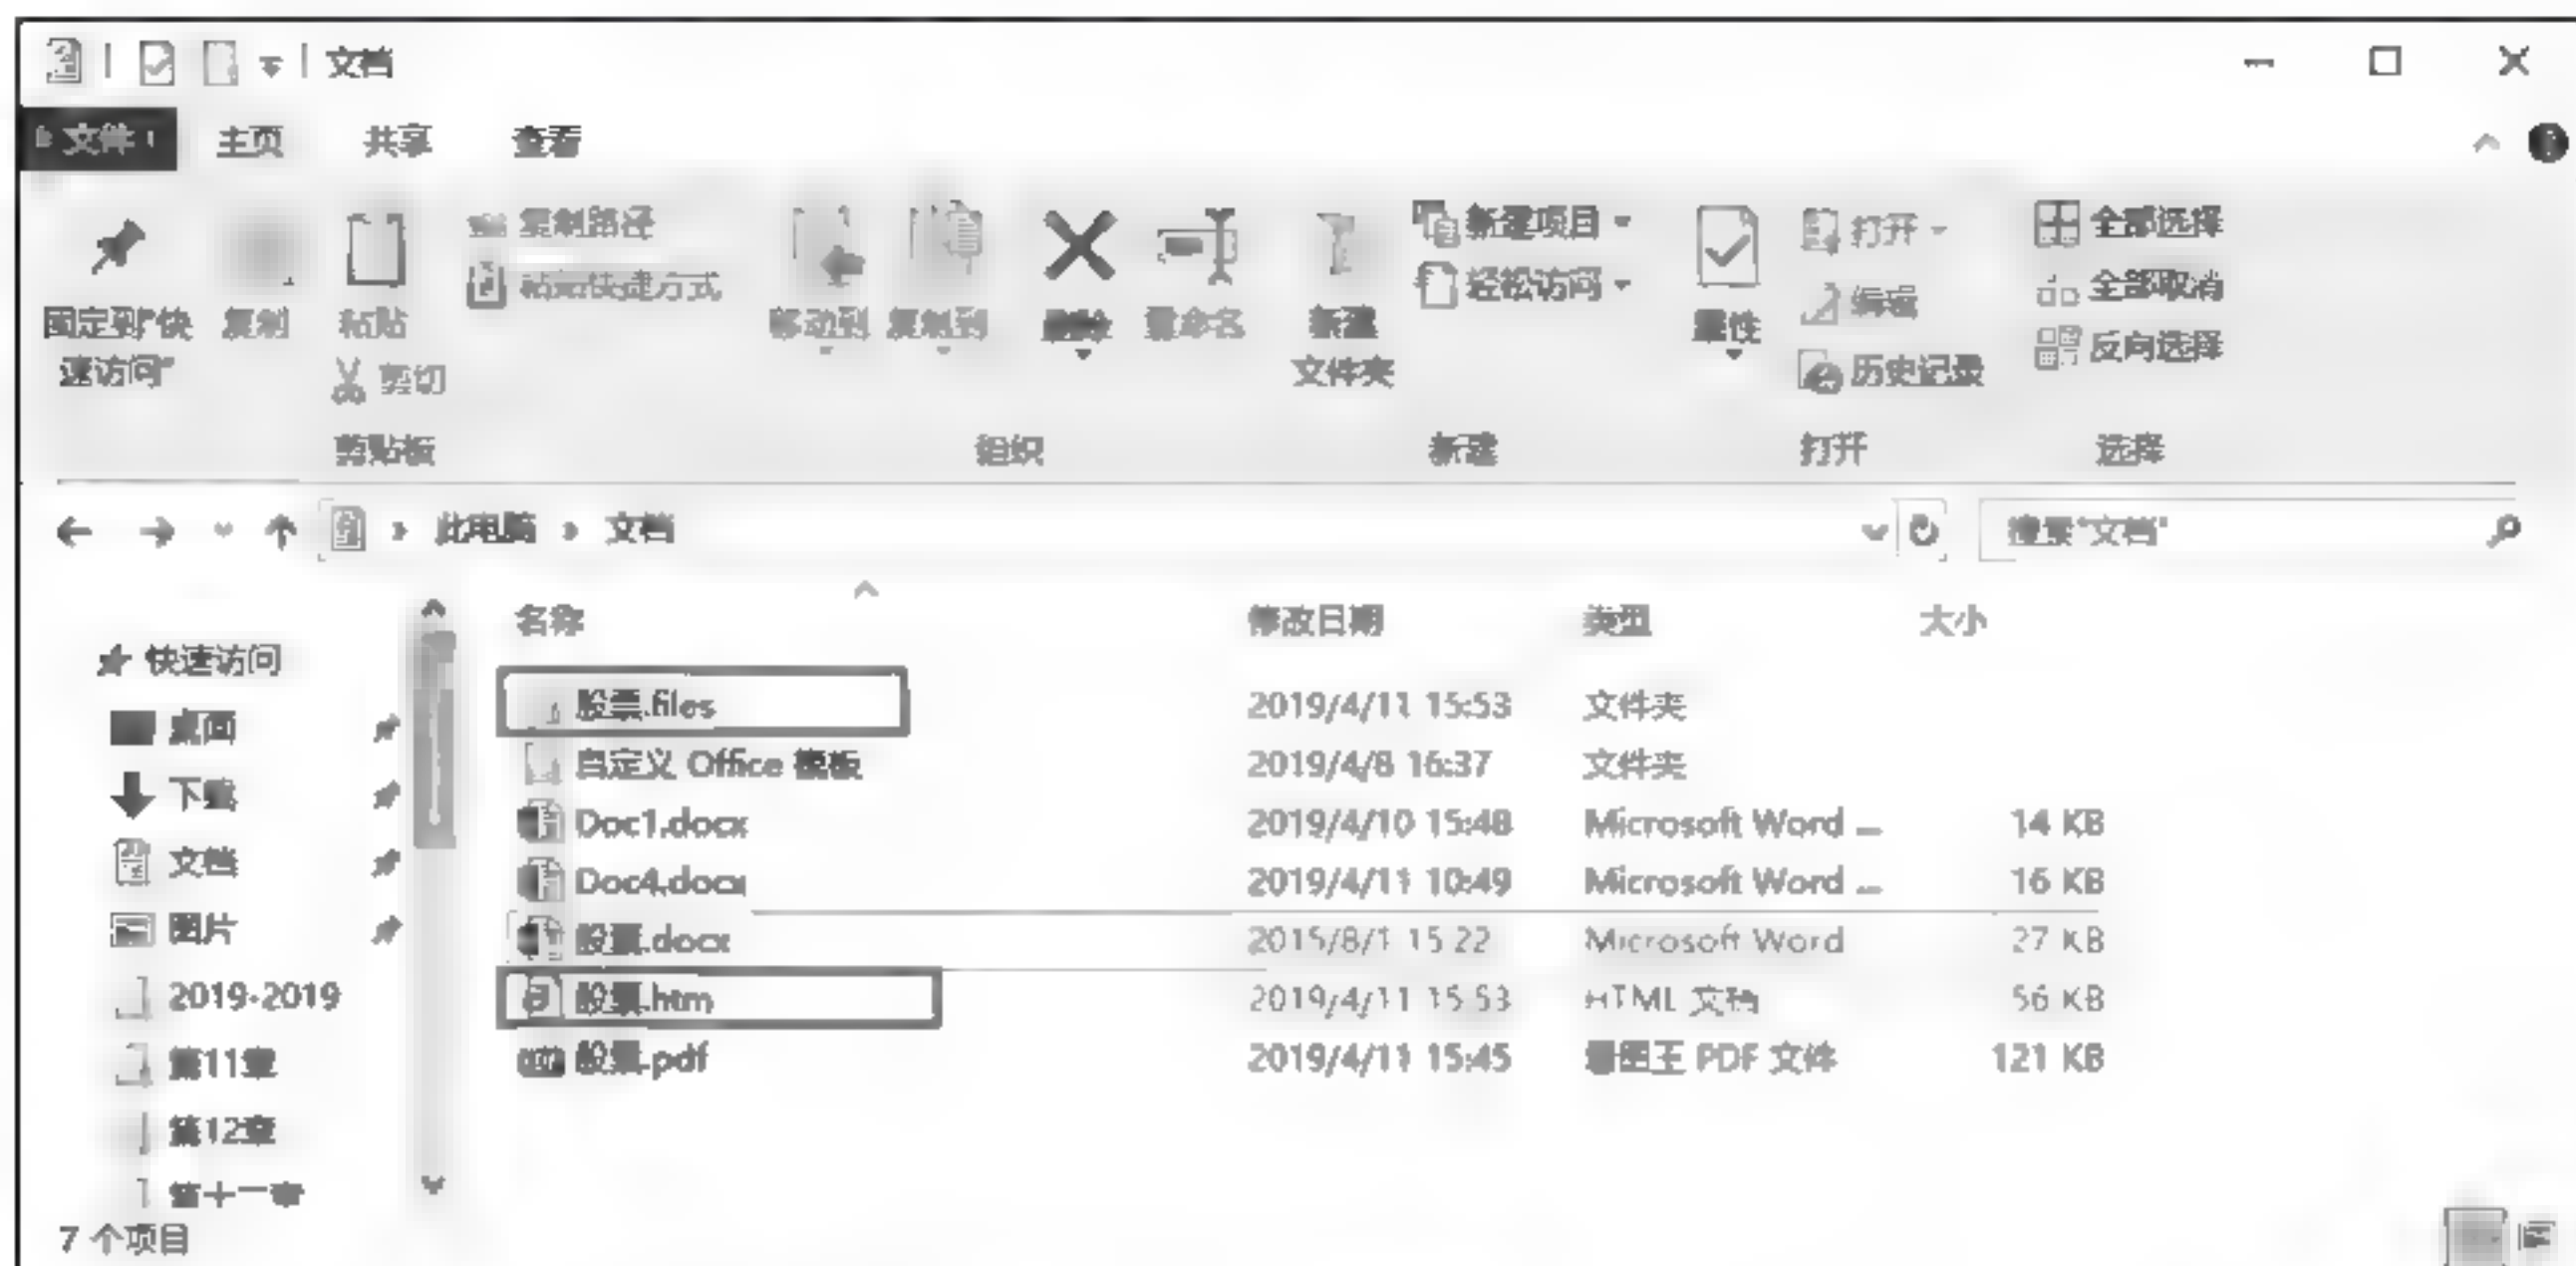 文档
文件 主页 共享 查看
固定到"快速访问" 复制 粘贴 剪切 复制路径 粘贴快捷方式
移动到 复制到 删除 重命名 新建文件夹 新建项目 轻松访问
属性 打开 编辑 历史记录 全部选择 全部取消 反向选择
剪贴板 组织 新建 打开 选择
此电脑 文档 搜索"文档"
名称 修改日期 类型 大小
快速访问
桌面
下载
文档
图片
2019-2019
第11章
第12章
第十一章
股票.files 2019/4/11 15:53 文件夹
自定义 Office 模板 2019/4/8 16:37 文件夹
Doc1.docx 2019/4/10 15:48 Microsoft Word ... 14 KB
Doc4.docx 2019/4/11 10:49 Microsoft Word ... 16 KB
股票.docx 2015/8/1 15:22 Microsoft Word 27 KB
股票.htm 2019/4/11 15:53 HTML 文档 56 KB
股票.pdf 2019/4/11 15:45 看图王 PDF 文件 121 KB
7 个项目